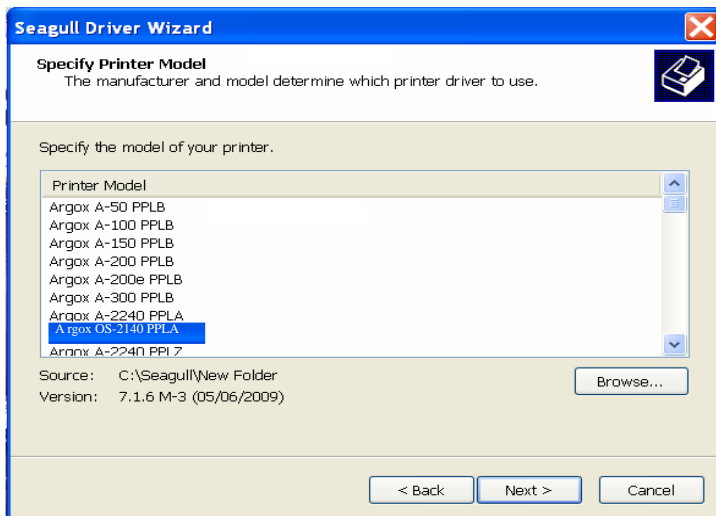 Seagull Driver Wizard
Specify Printer Model
The manufacturer and model determine which printer driver to use.
Specify the model of your printer.
Printer Model
Argox A-50 PPLB
Argox A-100 PPLB
Argox A-150 PPLB
Argox A-200 PPLB
Argox A-200e PPLB
Argox A-300 PPLB
Argox A-2240 PPLA
Argox OS-2140 PPLA
Argox A-2240 PPLZ
Source: C:\Seagull\New Folder
Browse...
Version: 7.1.6 M-3 (05/06/2009)
< Back Next > Cancel